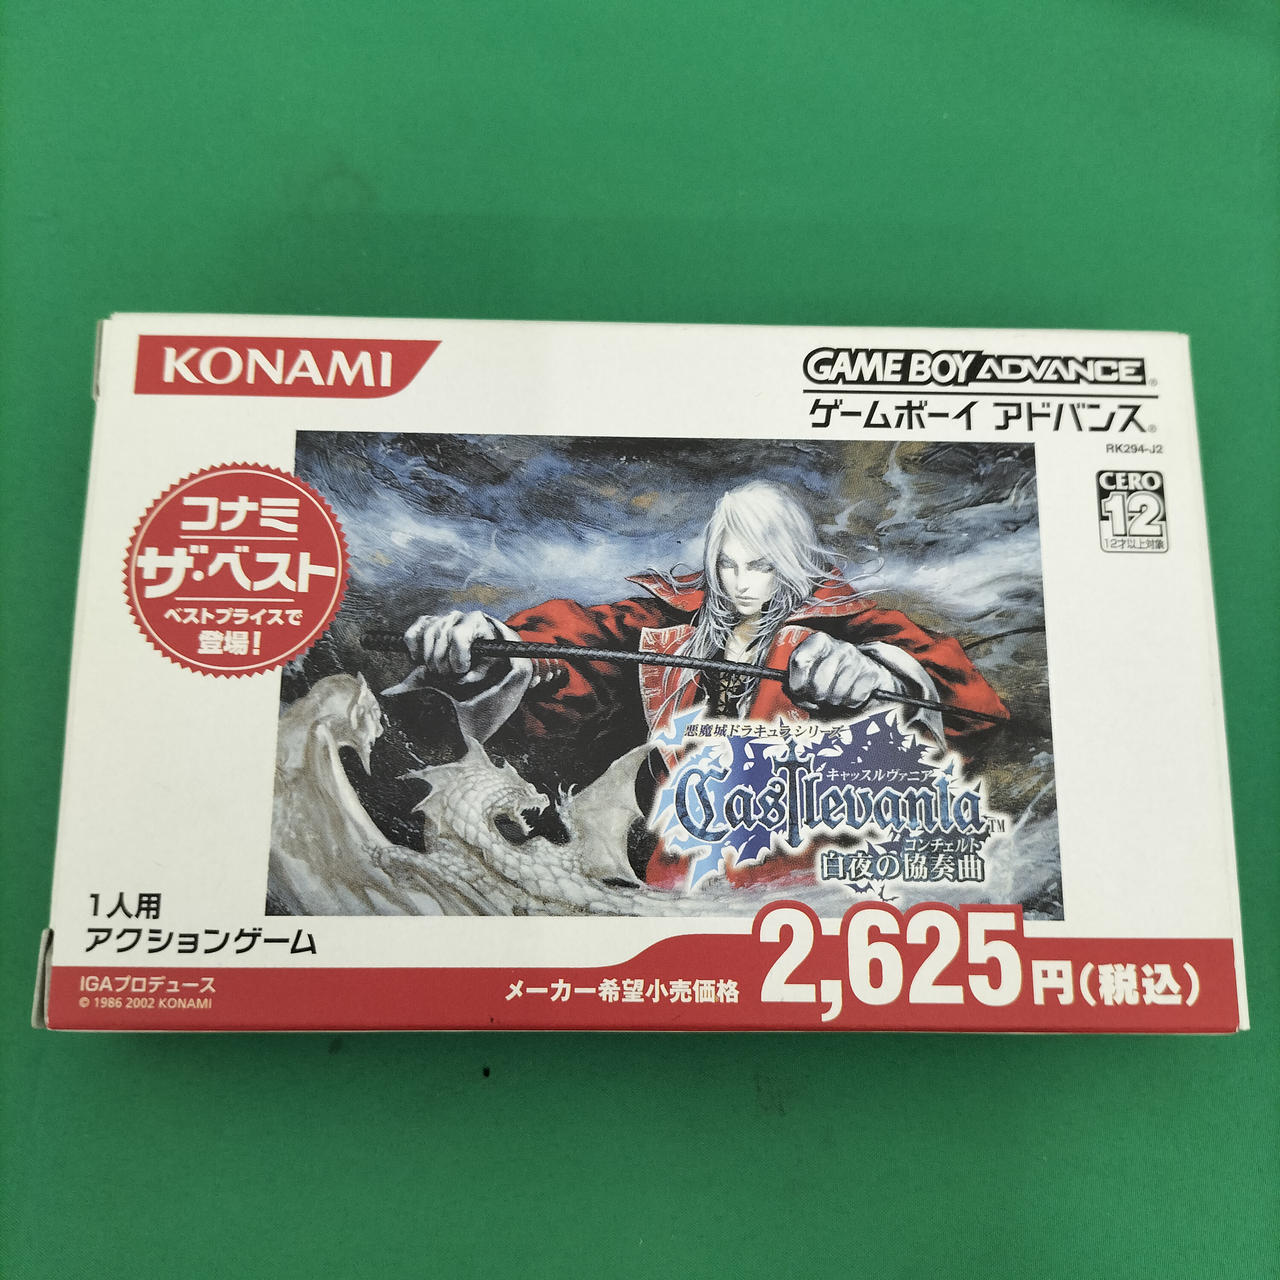 KONAMI
GAME BOY ADVANCE®
ゲームボーイ アドバンス®
RK294-J2
CERO
12
12才以上対象
コナミ
ザ・ベスト
ベストプライスで
登場!
悪魔城ドラキュラシリーズ
キャッスルヴァニア
Castlevania™
コンチェルト
白夜の協奏曲
1人用
アクションゲーム
IGAプロデュース
© 1986 2002 KONAMI
メーカー希望小売価格 2,625円(税込)